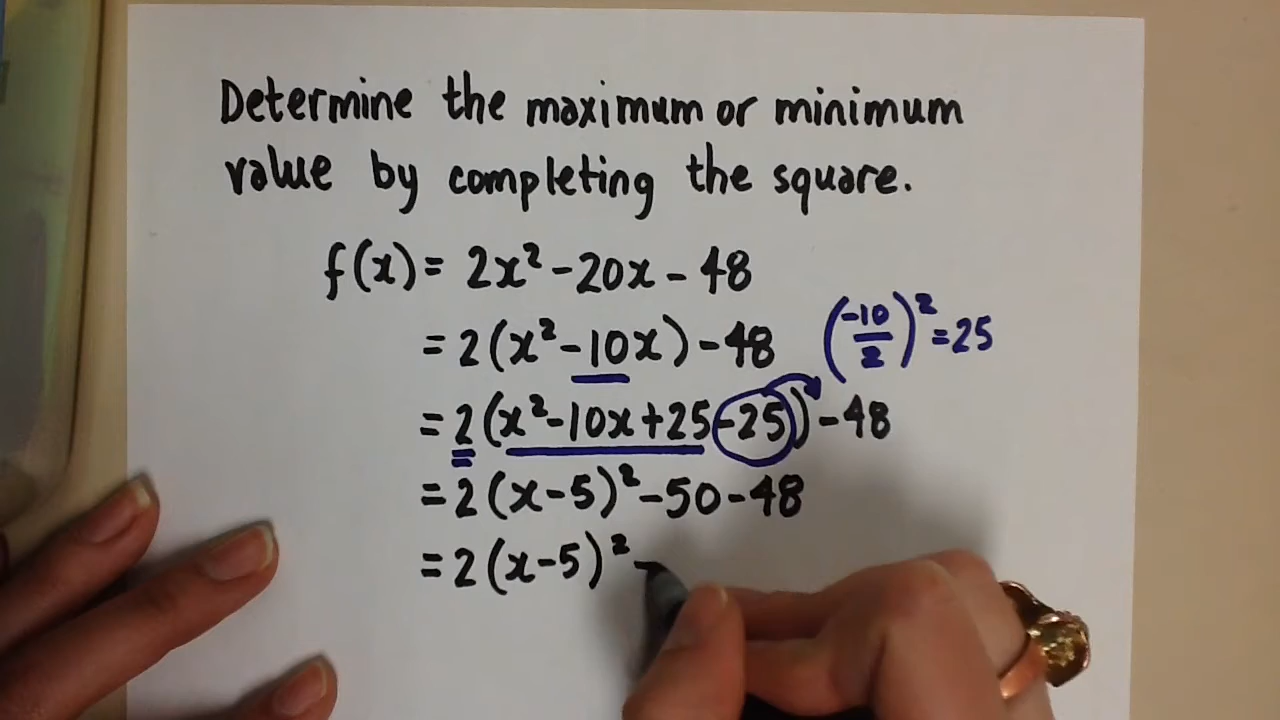 Determine the maximum or minimum
value by completing the square.
f(x) = 2x² - 20x - 48
= 2(x² - 10x) - 48 (-10/2)² = 25
= 2(x² - 10x + 25 - 25) - 48
= 2(x - 5)² - 50 - 48
= 2(x - 5)² -